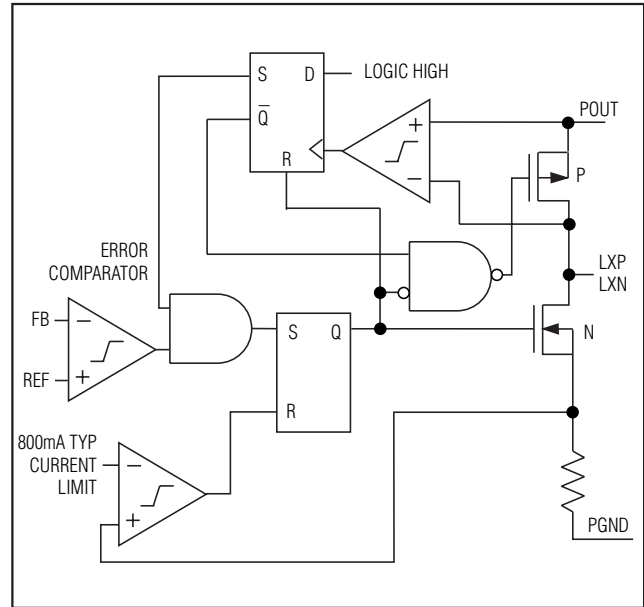 S
D
LOGIC HIGH
Q̅
R
+
−
POUT
P
ERROR
COMPARATOR
LXP
LXN
FB
−
REF
+
S
Q
R
N
800mA TYP
CURRENT
LIMIT
−
+
PGND